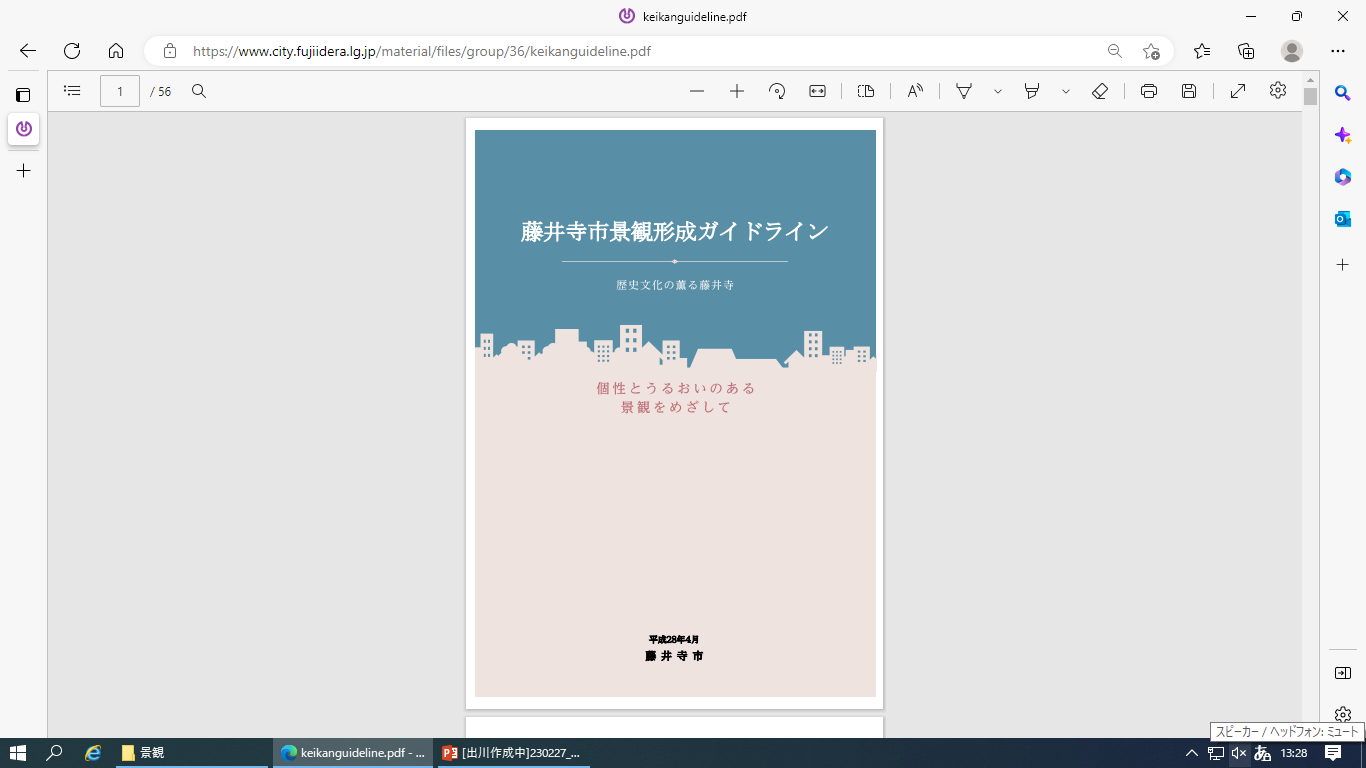 keikanguideline.pdf
https://www.city.fujiidera.lg.jp/material/files/group/36/keikanguideline.pdf
1 / 56
藤井寺市景観形成ガイドライン
歴史文化の薫る藤井寺
個性とうるおいのある
景観をめざして
平成28年4月
藤井寺市
スピーカー / ヘッドフォン: ミュート
景観
keikanguideline.pdf - ...
[出川作成中]230227_...
あ
13:28